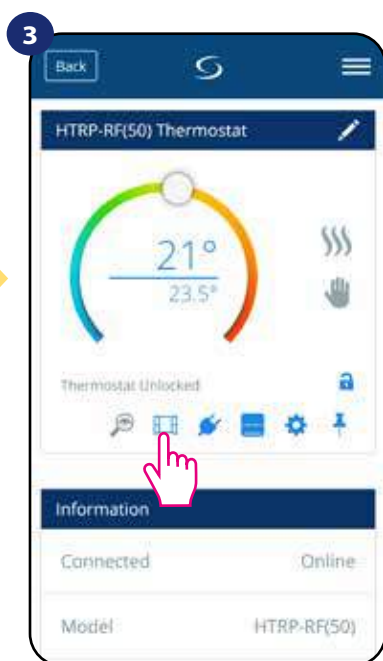 3
Back
HTRP-RF(50) Thermostat
21°
23.5°
Thermostat Unlocked
Information
Connected Online
Model HTRP-RF(50)